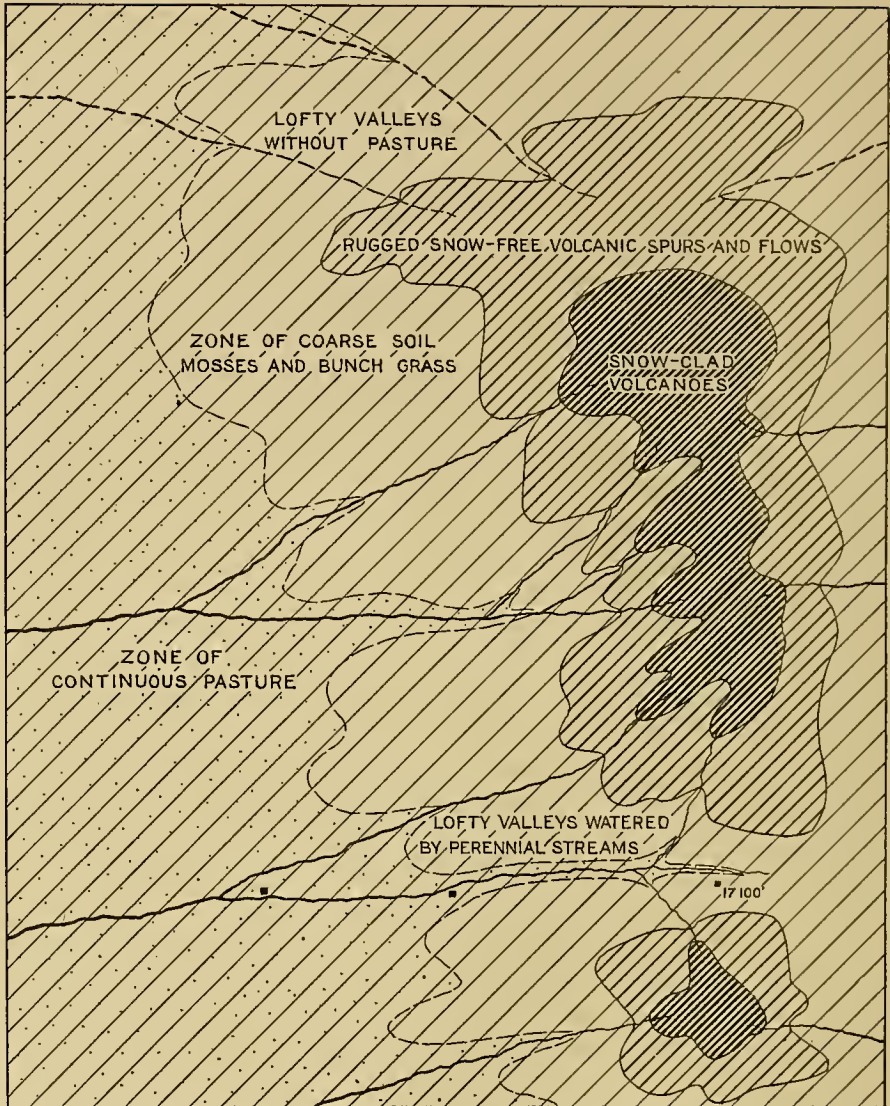 LOFTY VALLEYS
WITHOUT PASTURE
RUGGED SNOW-FREE VOLCANIC SPURS AND FLOWS
ZONE OF COARSE SOIL
MOSSES AND BUNCH GRASS
SNOW-CLAD
VOLCANOES
ZONE OF
CONTINUOUS PASTURE
LOFTY VALLEYS WATERED
BY PERENNIAL STREAMS
17100'